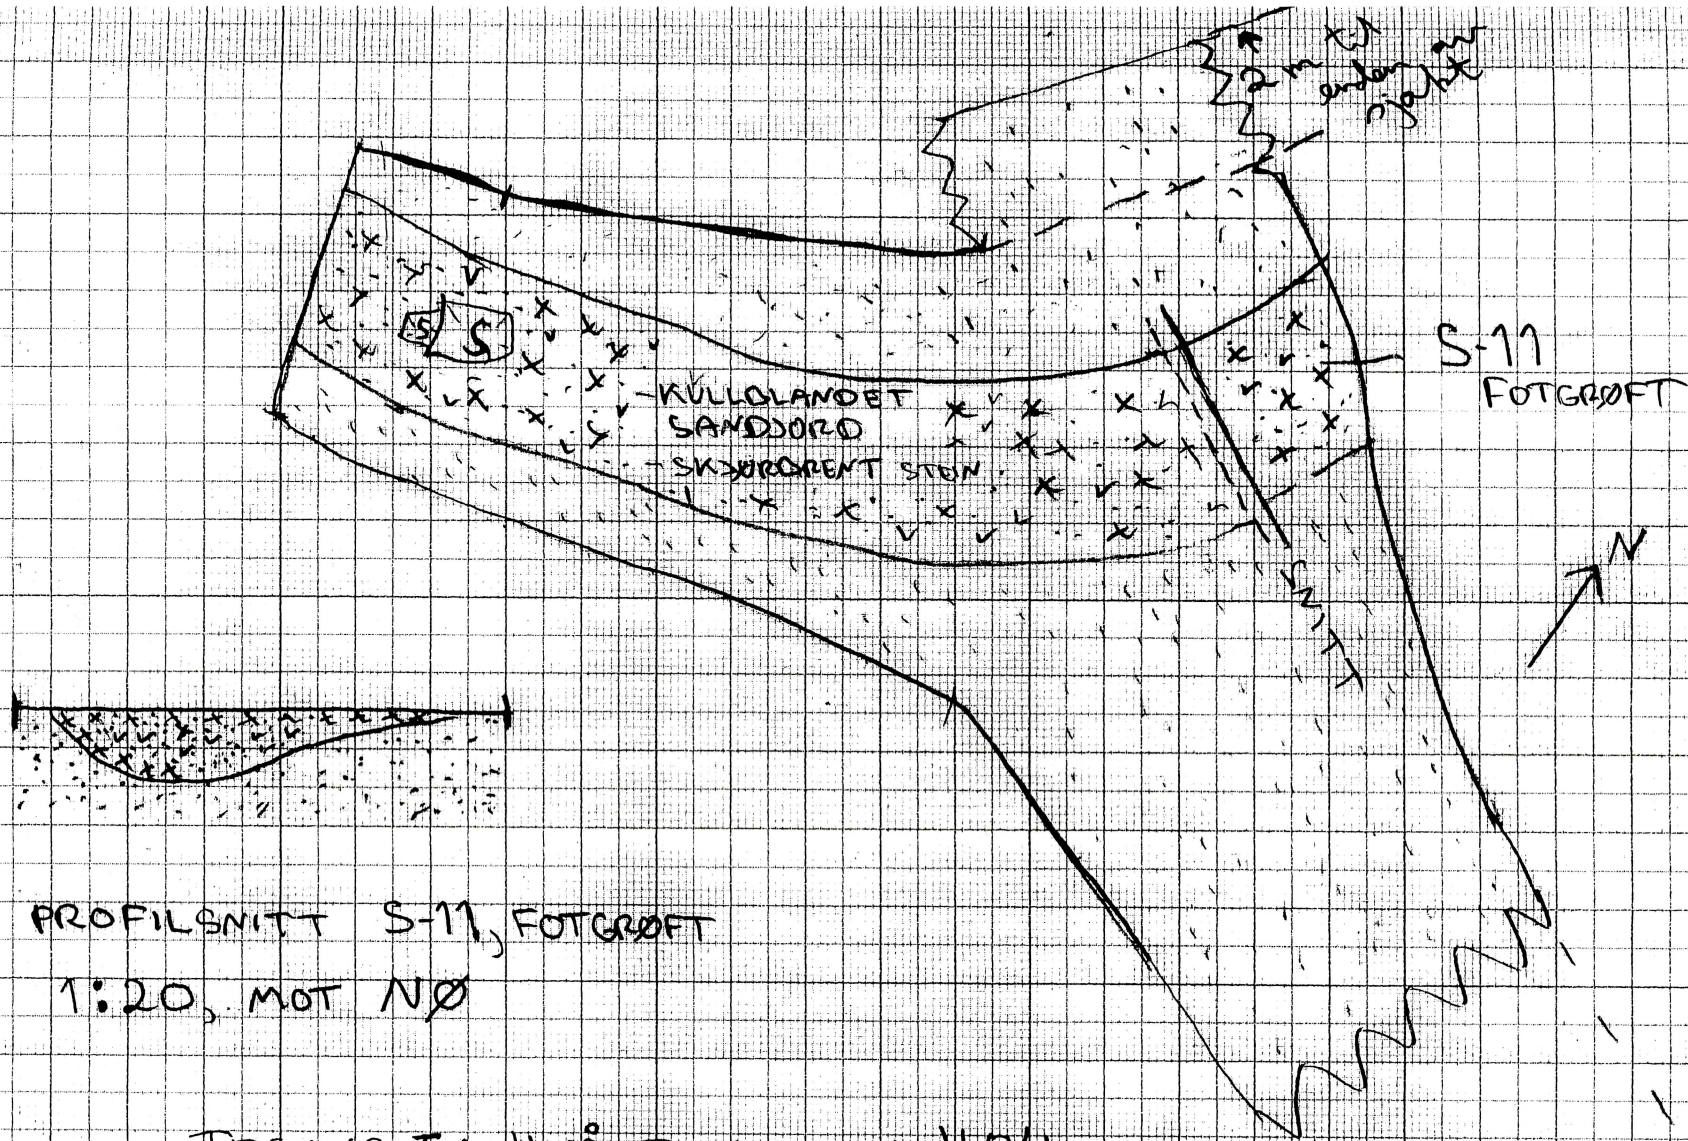 2 m til
enden av
sjakt
S
S
- KULLBLANDET
SANDJORD
- SKJØRBRENT STEIN
S-11
FOTGRØFT
N
SNITT
PROFILSNITT S-11, FOTGRØFT
1:20, MOT NØ